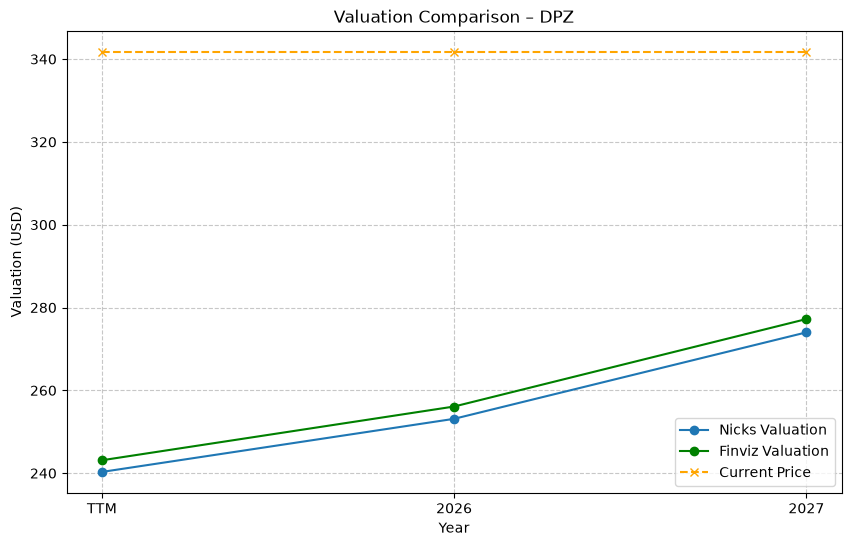 Valuation Comparison – DPZ
Valuation (USD)
340
320
300
280
260
240
TTM
2026
2027
Year
Nicks Valuation
Finviz Valuation
Current Price